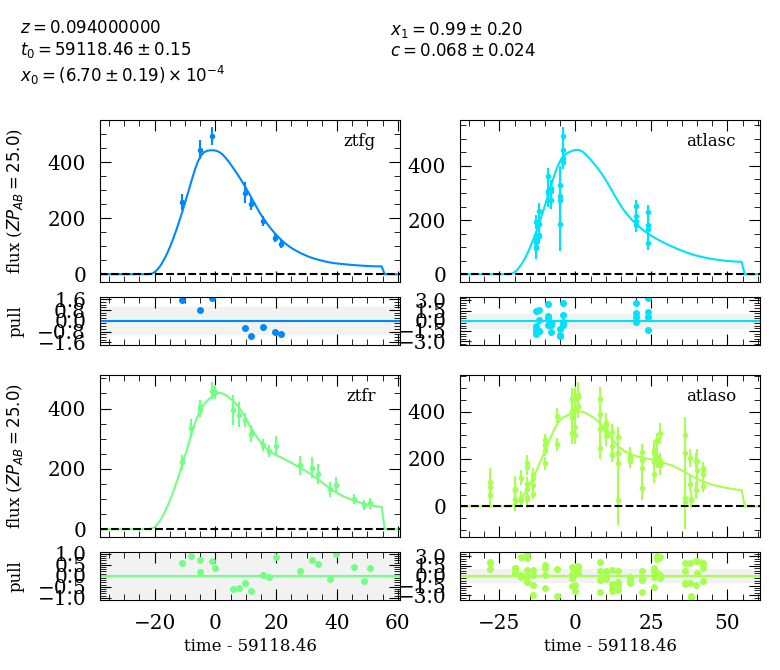 z = 0.094000000
t₀ = 59118.46 ± 0.15
x₀ = (6.70 ± 0.19) × 10⁻⁴
x₁ = 0.99 ± 0.20
c = 0.068 ± 0.024
ztfg
flux (ZP_AB = 25.0)
400
200
0
atlasc
400
200
0
pull
1.6
0.8
0.0
−0.8
−1.6
3.0
1.5
0.0
−1.5
−3.0
ztfr
flux (ZP_AB = 25.0)
400
200
0
atlaso
400
200
0
pull
1.0
0.5
0.0
−0.5
−1.0
3.0
1.5
0.0
−1.5
−3.0
−20 0 20 40 60
time - 59118.46
−25 0 25 50
time - 59118.46